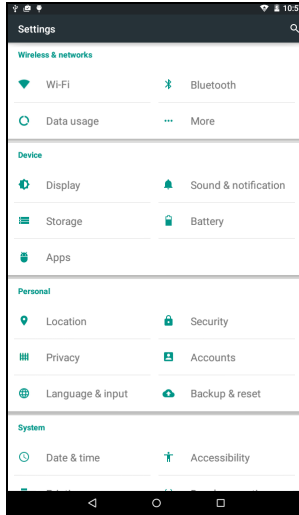 10:5
Settings
Wireless & networks
Wi-Fi
Bluetooth
Data usage
More
Device
Display
Sound & notification
Storage
Battery
Apps
Personal
Location
Security
Privacy
Accounts
Language & input
Backup & reset
System
Date & time
Accessibility